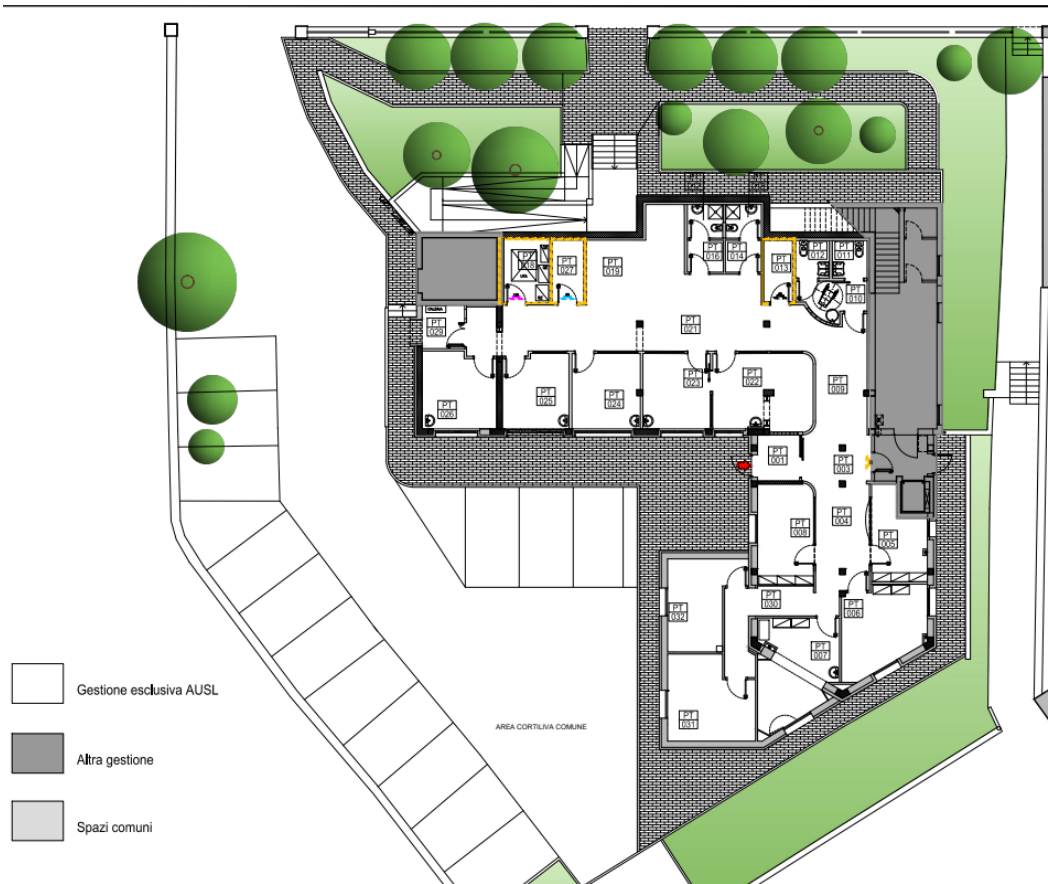 PT
016
PT
014
PT
012
PT
011
PT
018
PT
027
PT
019
PT
013
PT
010
PT
029
PT
021
PT
026
PT
025
PT
024
PT
023
PT
022
PT
009
PT
001
PT
003
PT
008
PT
004
PT
005
PT
030
PT
006
PT
032
PT
007
PT
031
AREA CORTILIVA COMUNE
Gestione esclusiva AUSL
Altra gestione
Spazi comuni